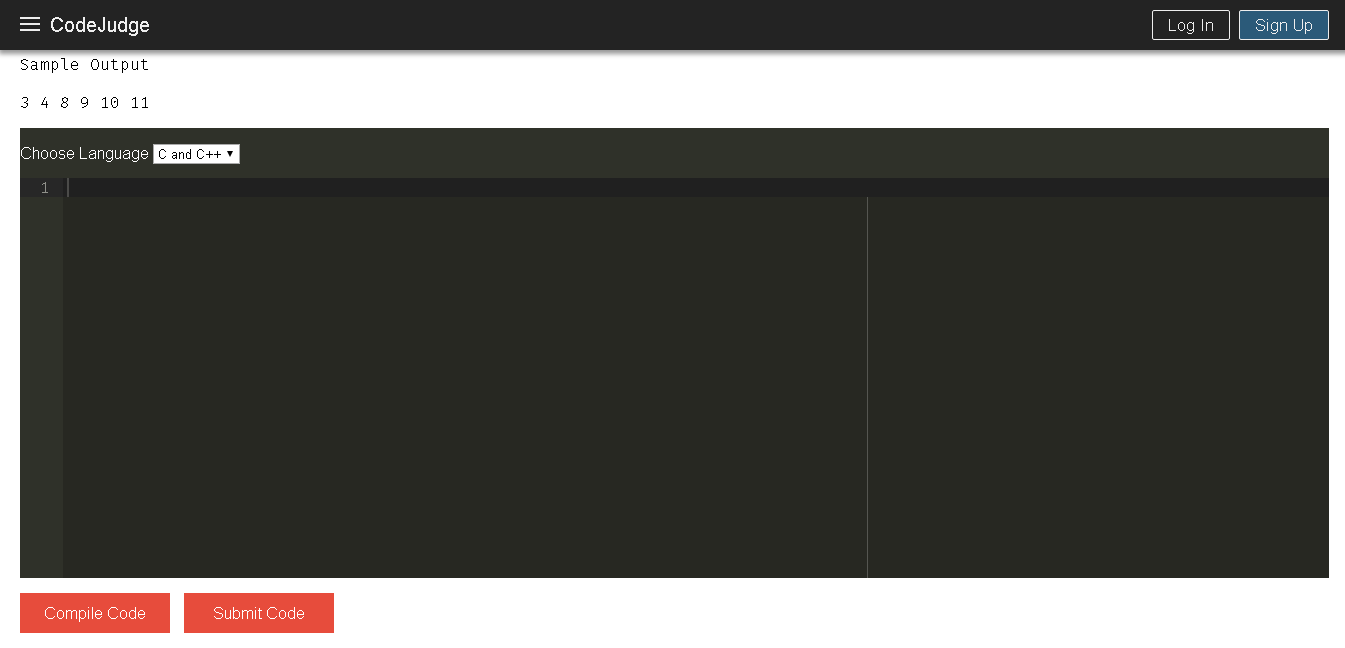 CodeJudge Log In Sign Up
Sample Output
3 4 8 9 10 11
Choose Language C and C++
1
Compile Code Submit Code